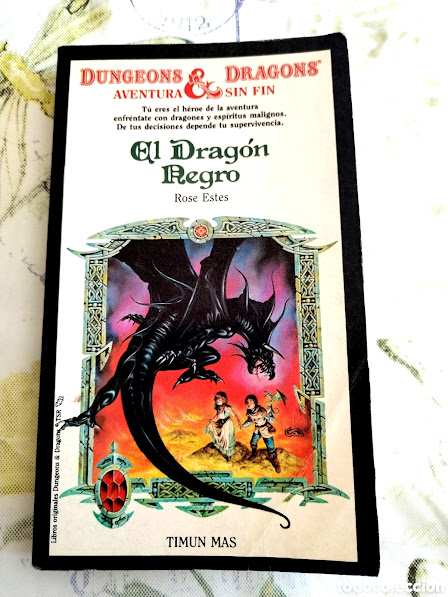 DUNGEONS & DRAGONS®
AVENTURA SIN FIN
Tú eres el héroe de la aventura
enfréntate con dragones y espíritus malignos.
De tus decisiones depende tu supervivencia.
El Dragón
Negro
Rose Estes
Libros originales Dungeons & Dragons TSR
TIMUN MAS
todocoleccion